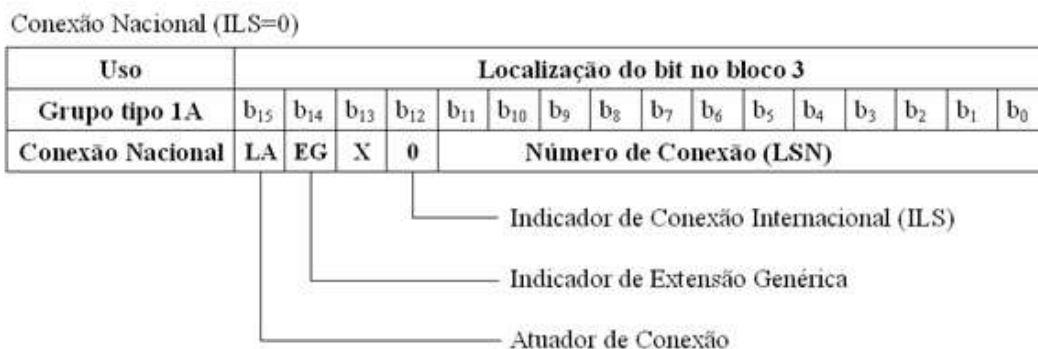 Conexão Nacional (ILS=0)
Uso Localização do bit no bloco 3
Grupo tipo 1A b15 b14 b13 b12 b11 b10 b9 b8 b7 b6 b5 b4 b3 b2 b1 b0
Conexão Nacional LA EG X 0 Número de Conexão (LSN)
Indicador de Conexão Internacional (ILS)
Indicador de Extensão Genérica
Atuador de Conexão